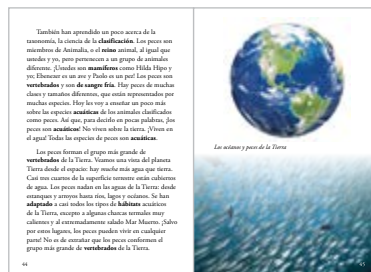 También han aprendido un poco acerca de la
taxonomía, la ciencia de la clasificación. Los peces son
miembros de Animalia, o el reino animal, al igual que
ustedes y yo, pero pertenecen a un grupo de animales
diferente. ¡Ustedes son mamíferos como Hilda Hipo y
yo; Ebenezer es un ave y Paolo es un pez! Los peces son
vertebrados y son de sangre fría. Hay peces de muchas
clases y tamaños diferentes, que están representados por
muchas especies. Hoy les voy a enseñar un poco más
sobre las especies acuáticas de los animales clasificados
como peces. Así que, para decirlo en pocas palabras, ¡los
peces son acuáticos! No viven sobre la tierra. ¡Viven en
el agua! Todas las especies de peces son acuáticas.
Los peces forman el grupo más grande de
vertebrados de la Tierra. Veamos una vista del planeta
Tierra desde el espacio: hay mucha más agua que tierra.
Casi tres cuartos de la superficie terrestre están cubiertos
de agua. Los peces nadan en las aguas de la Tierra: desde
estanques y arroyos hasta ríos, lagos y océanos. Se han
adaptado a casi todos los tipos de hábitats acuáticos
de la Tierra, excepto a algunas charcas termales muy
calientes y al extremadamente salado Mar Muerto. ¡Salvo
por estos lugares, los peces pueden vivir en cualquier
parte! No es de extrañar que los peces conformen el
grupo más grande de vertebrados de la Tierra.
44
Los océanos y peces de la Tierra
45